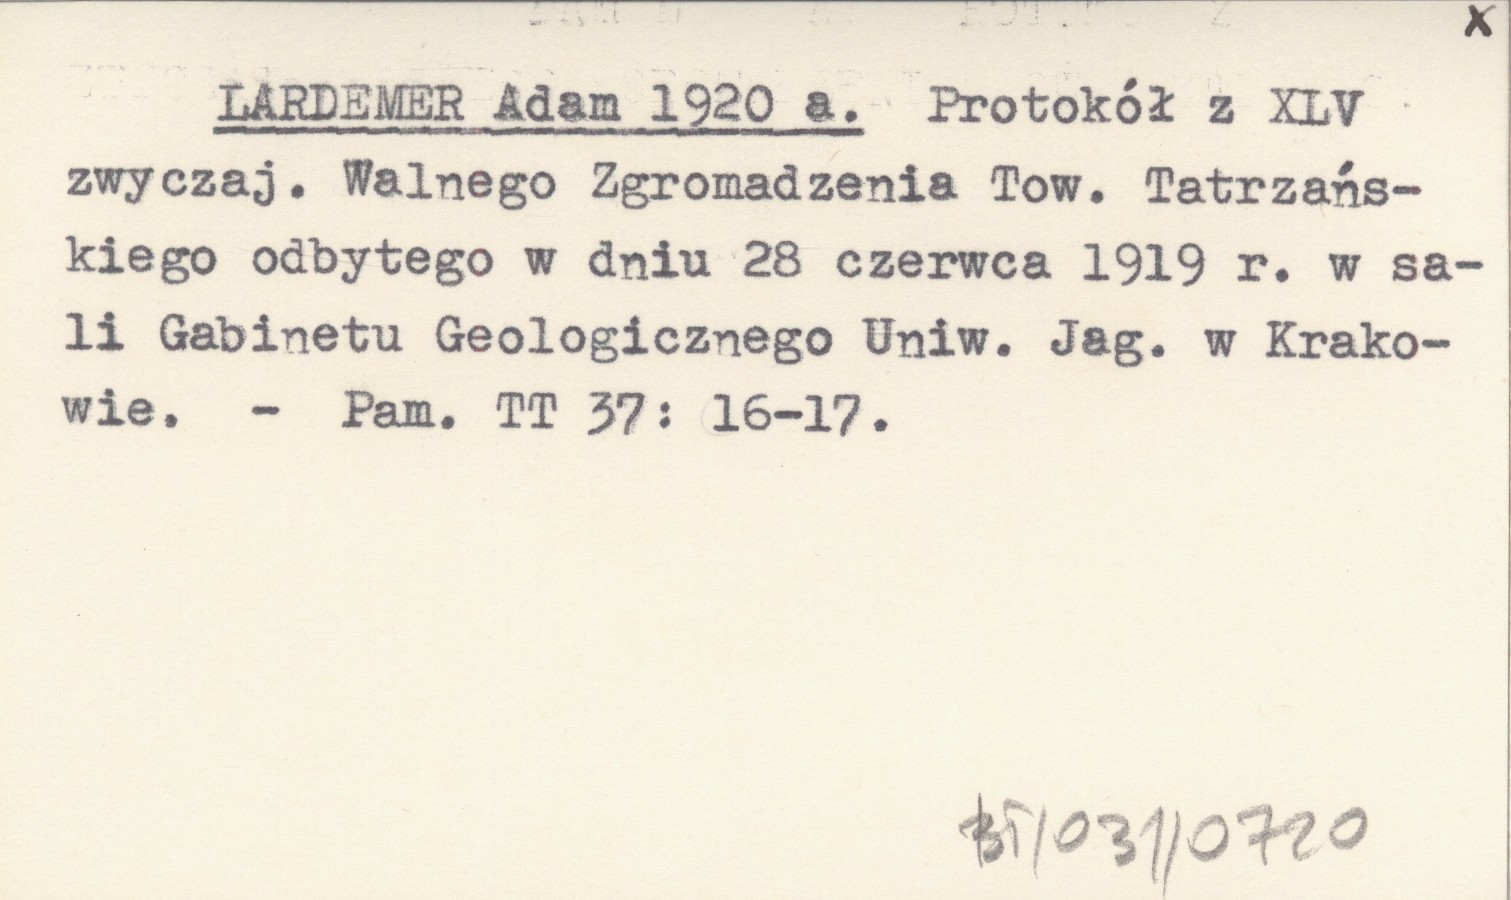 x
LARDEMER Adam 1920 a. Protokół z XLV
zwyczaj. Walnego Zgromadzenia Tow. Tatrzańs-
kiego odbytego w dniu 28 czerwca 1919 r. w sa-
li Gabinetu Geologicznego Uniw. Jag. w Krako-
wie. - Pam. TT 37: 16-17.
BT/031/0720